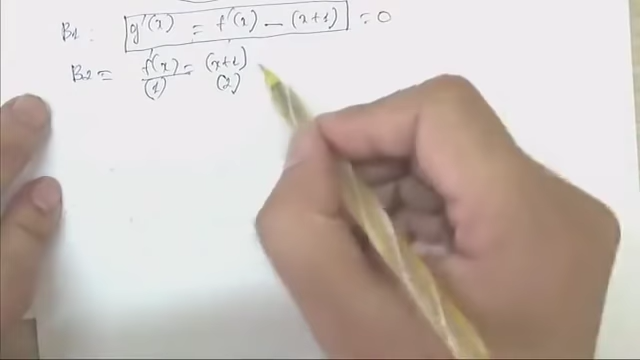 B1: g'(x) = f'(x) - (x+1) = 0
B2 = f'(x) = (x+1)
(1) (2)